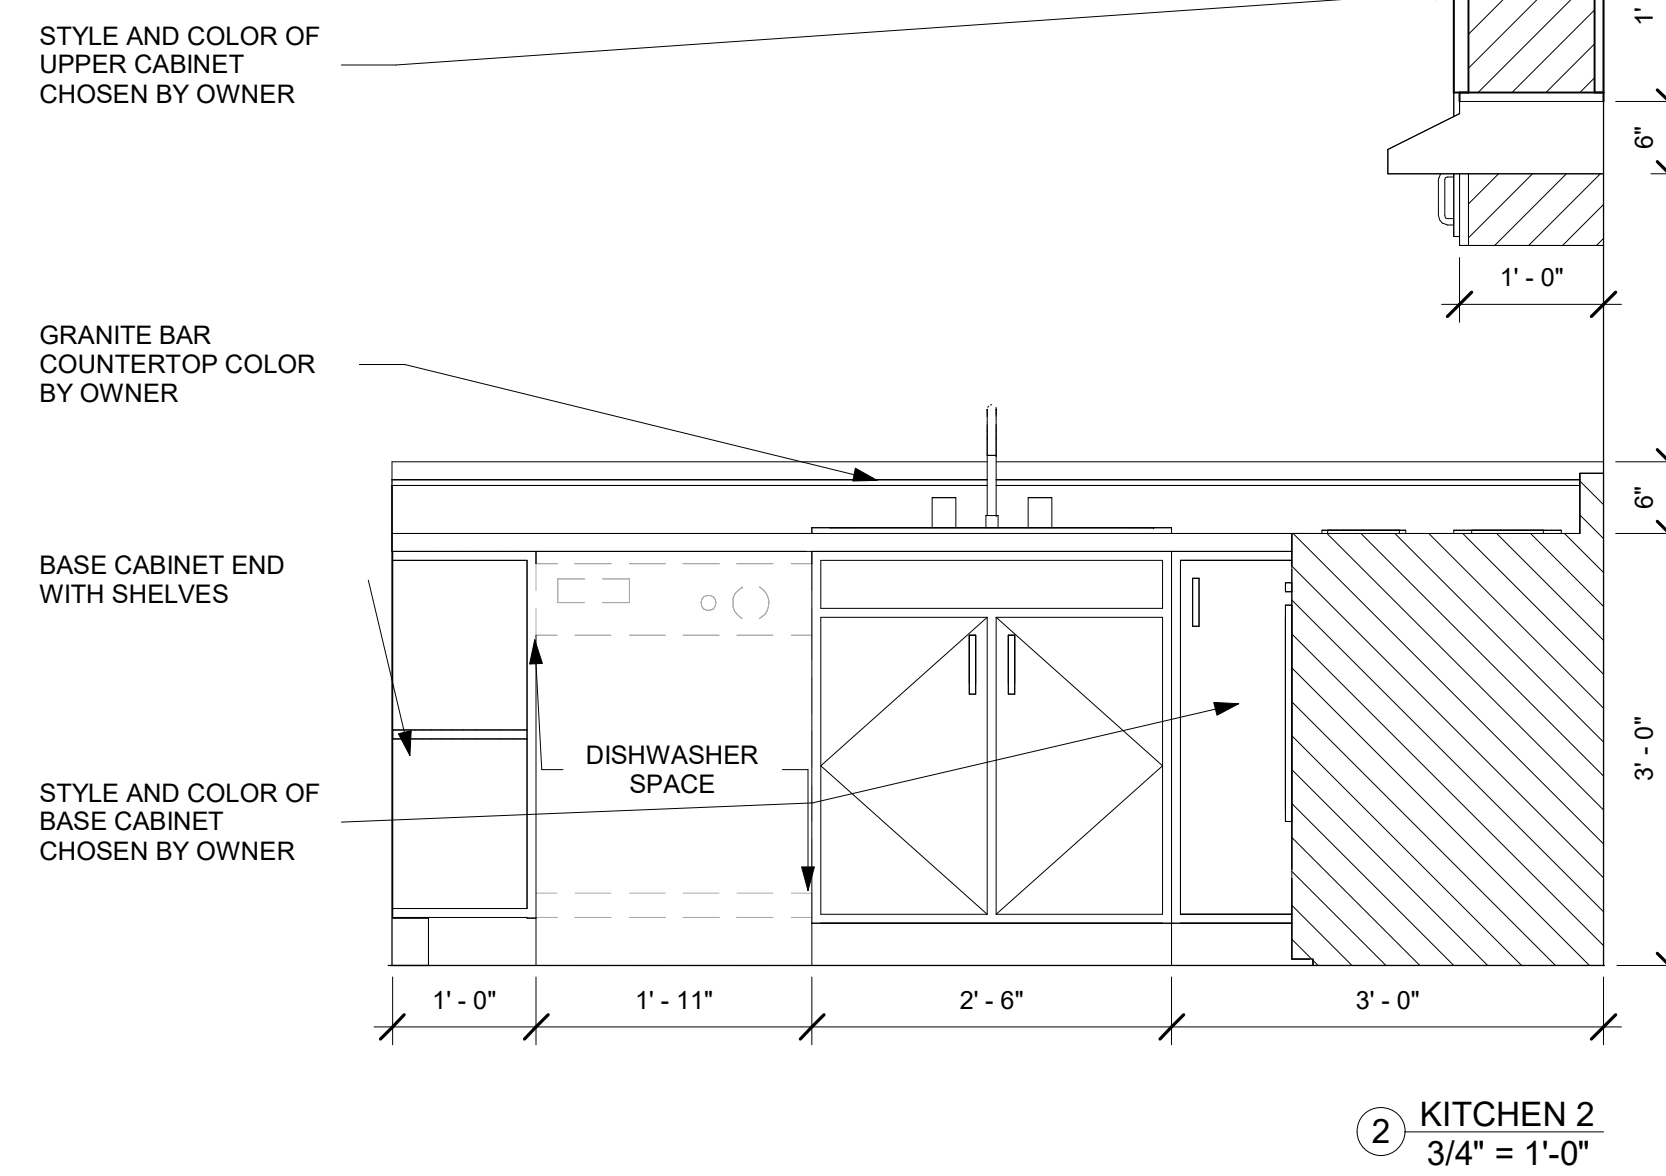 STYLE AND COLOR OF
UPPER CABINET
CHOSEN BY OWNER
1'
6"
1' - 0"
GRANITE BAR
COUNTERTOP COLOR
BY OWNER
6"
BASE CABINET END
WITH SHELVES
DISHWASHER
SPACE
3' - 0"
STYLE AND COLOR OF
BASE CABINET
CHOSEN BY OWNER
1' - 0"
1' - 11"
2' - 6"
3' - 0"
2
KITCHEN 2
3/4" = 1'-0"